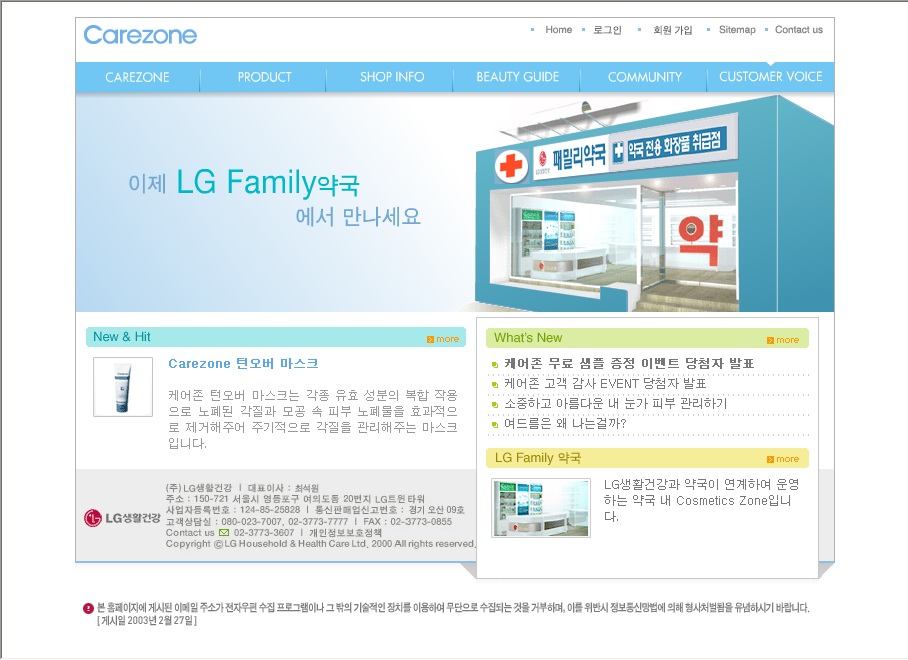 Carezone
Home 로그인 회원 가입 Sitemap Contact us
CAREZONE PRODUCT SHOP INFO BEAUTY GUIDE COMMUNITY CUSTOMER VOICE
이제 LG Family약국
에서 만나세요
패밀리약국 약국 전용 화장품 취급점
약
New & Hit more
Carezone 턴오버 마스크
케어존 턴오버 마스크는 각종 유효 성분의 복합 작용
으로 노폐된 각질과 모공 속 피부 노폐물을 효과적으
로 제거해주어 주기적으로 각질을 관리해주는 마스크
입니다.
What's New more
케어존 무료 샘플 증정 이벤트 당첨자 발표
케어존 고객 감사 EVENT 당첨자 발표
소중하고 아름다운 내 눈가 피부 관리하기
여드름은 왜 나는걸까?
LG Family 약국 more
LG생활건강과 약국이 연계하여 운영
하는 약국 내 Cosmetics Zone입니
다.
LG생활건강
(주)LG생활건강 ㅣ 대표이사 : 최석원
주소 : 150-721 서울시 영등포구 여의도동 20번지 LG트윈타워
사업자등록번호 : 124-85-25828 ㅣ 통신판매업신고번호 : 경기 오산 09호
고객상담실 : 080-023-7007, 02-3773-7777 ㅣ FAX : 02-3773-0855
Contact us 02-3773-3607 ㅣ 개인정보보호정책
Copyright ⓒLG Household & Health Care Ltd, 2000 All rights reserved.
본 홈페이지에 게시된 이메일 주소가 전자우편 수집 프로그램이나 그 밖의 기술적인 장치를 이용하여 무단으로 수집되는 것을 거부하며, 이를 위반시 정보통신망법에 의해 형사처벌됨을 유념하시기 바랍니다.
[ 게시일 2003년 2월 27일 ]